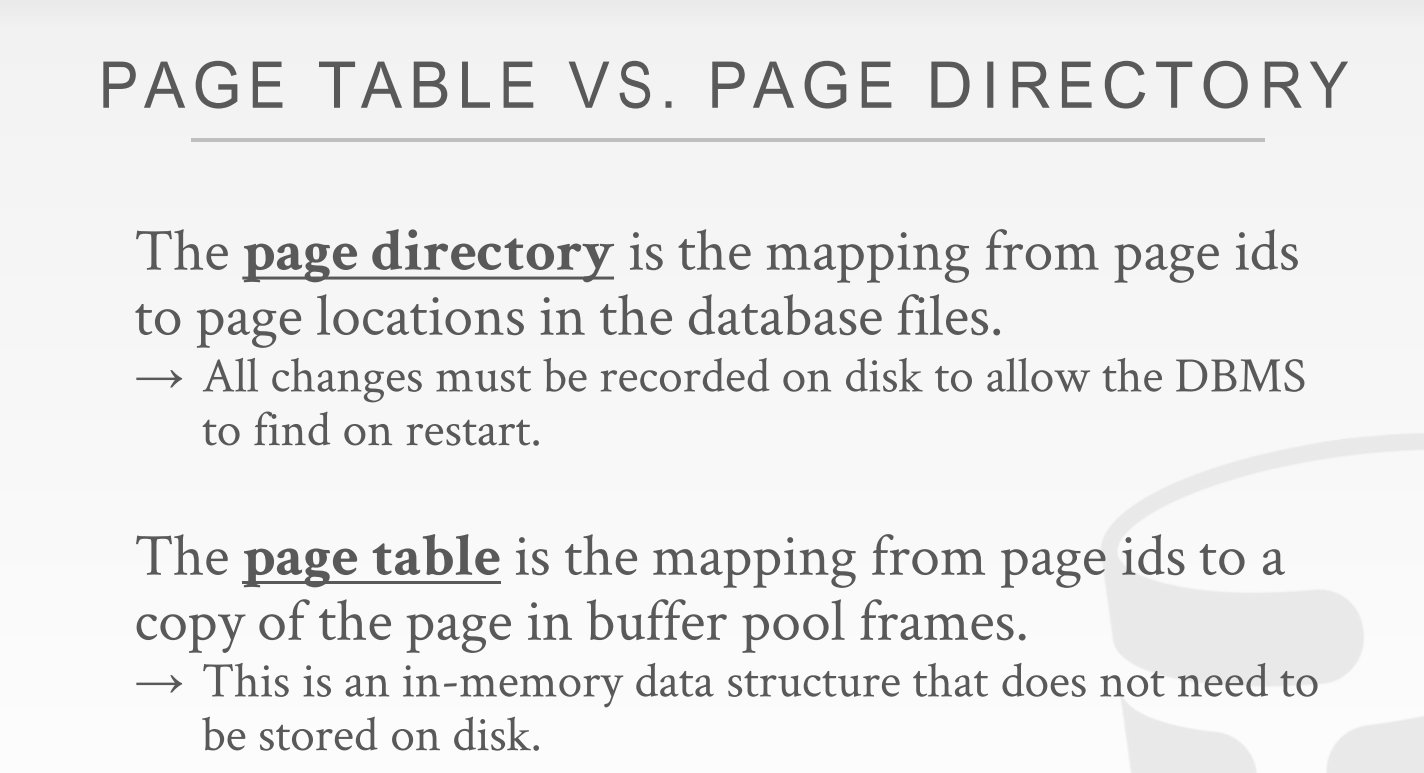 PAGE TABLE VS. PAGE DIRECTORY
The page directory is the mapping from page ids
to page locations in the database files.
→ All changes must be recorded on disk to allow the DBMS
to find on restart.
The page table is the mapping from page ids to a
copy of the page in buffer pool frames.
→ This is an in-memory data structure that does not need to
be stored on disk.